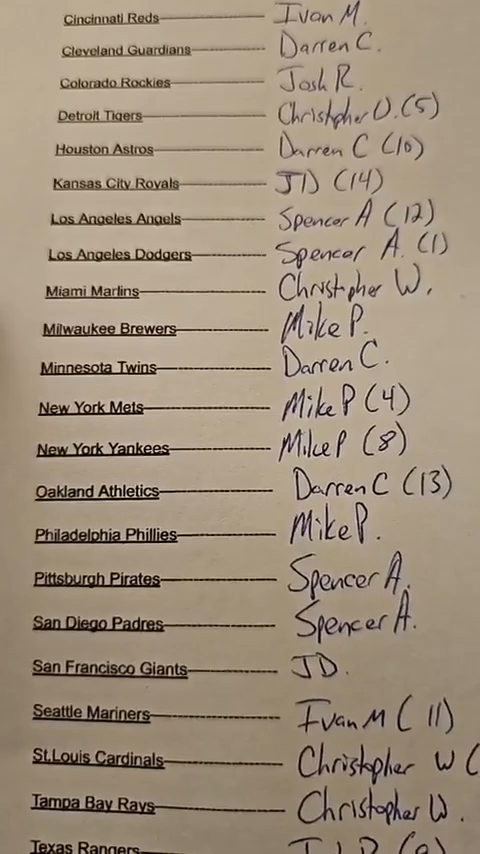 Cincinnati Reds Ivan M.
Cleveland Guardians Darren C.
Colorado Rockies Josh R.
Detroit Tigers Christopher W. (5)
Houston Astros Darren C (10)
Kansas City Royals JD (14)
Los Angeles Angels Spencer A (12)
Los Angeles Dodgers Spencer A. (1)
Miami Marlins Christopher W.
Milwaukee Brewers Mike P.
Minnesota Twins Darren C.
New York Mets Mike P (4)
New York Yankees Mike P (8)
Oakland Athletics Darren C (13)
Philadelphia Phillies Mike P.
Pittsburgh Pirates Spencer A.
San Diego Padres Spencer A.
San Francisco Giants JD.
Seattle Mariners Ivan M (11)
St.Louis Cardinals Christopher W (
Tampa Bay Rays Christopher W.
Texas Rangers